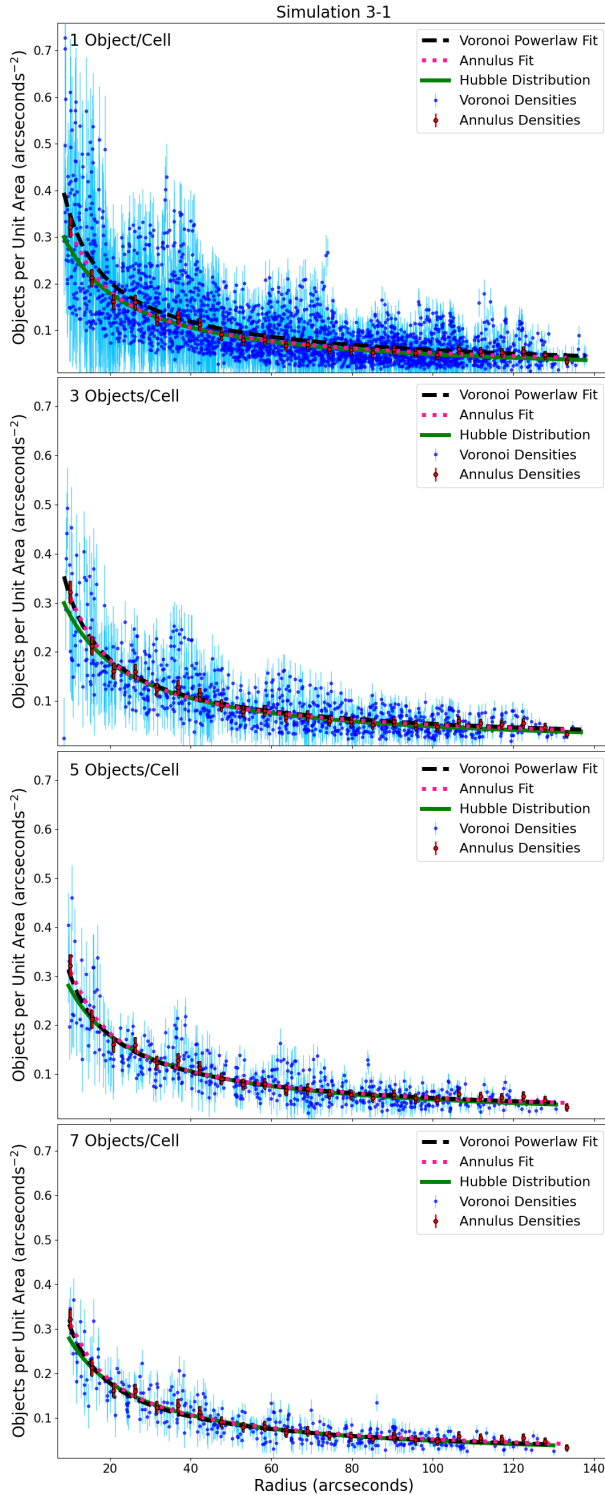 Simulation 3-1
1 Object/Cell
Voronoi Powerlaw Fit
Annulus Fit
Hubble Distribution
Voronoi Densities
Annulus Densities
0.7
0.6
0.5
0.4
0.3
0.2
0.1
Objects per Unit Area (arcseconds⁻²)
3 Objects/Cell
Voronoi Powerlaw Fit
Annulus Fit
Hubble Distribution
Voronoi Densities
Annulus Densities
0.7
0.6
0.5
0.4
0.3
0.2
0.1
Objects per Unit Area (arcseconds⁻²)
5 Objects/Cell
Voronoi Powerlaw Fit
Annulus Fit
Hubble Distribution
Voronoi Densities
Annulus Densities
0.7
0.6
0.5
0.4
0.3
0.2
0.1
Objects per Unit Area (arcseconds⁻²)
7 Objects/Cell
Voronoi Powerlaw Fit
Annulus Fit
Hubble Distribution
Voronoi Densities
Annulus Densities
0.7
0.6
0.5
0.4
0.3
0.2
0.1
Objects per Unit Area (arcseconds⁻²)
20 40 60 80 100 120 140
Radius (arcseconds)